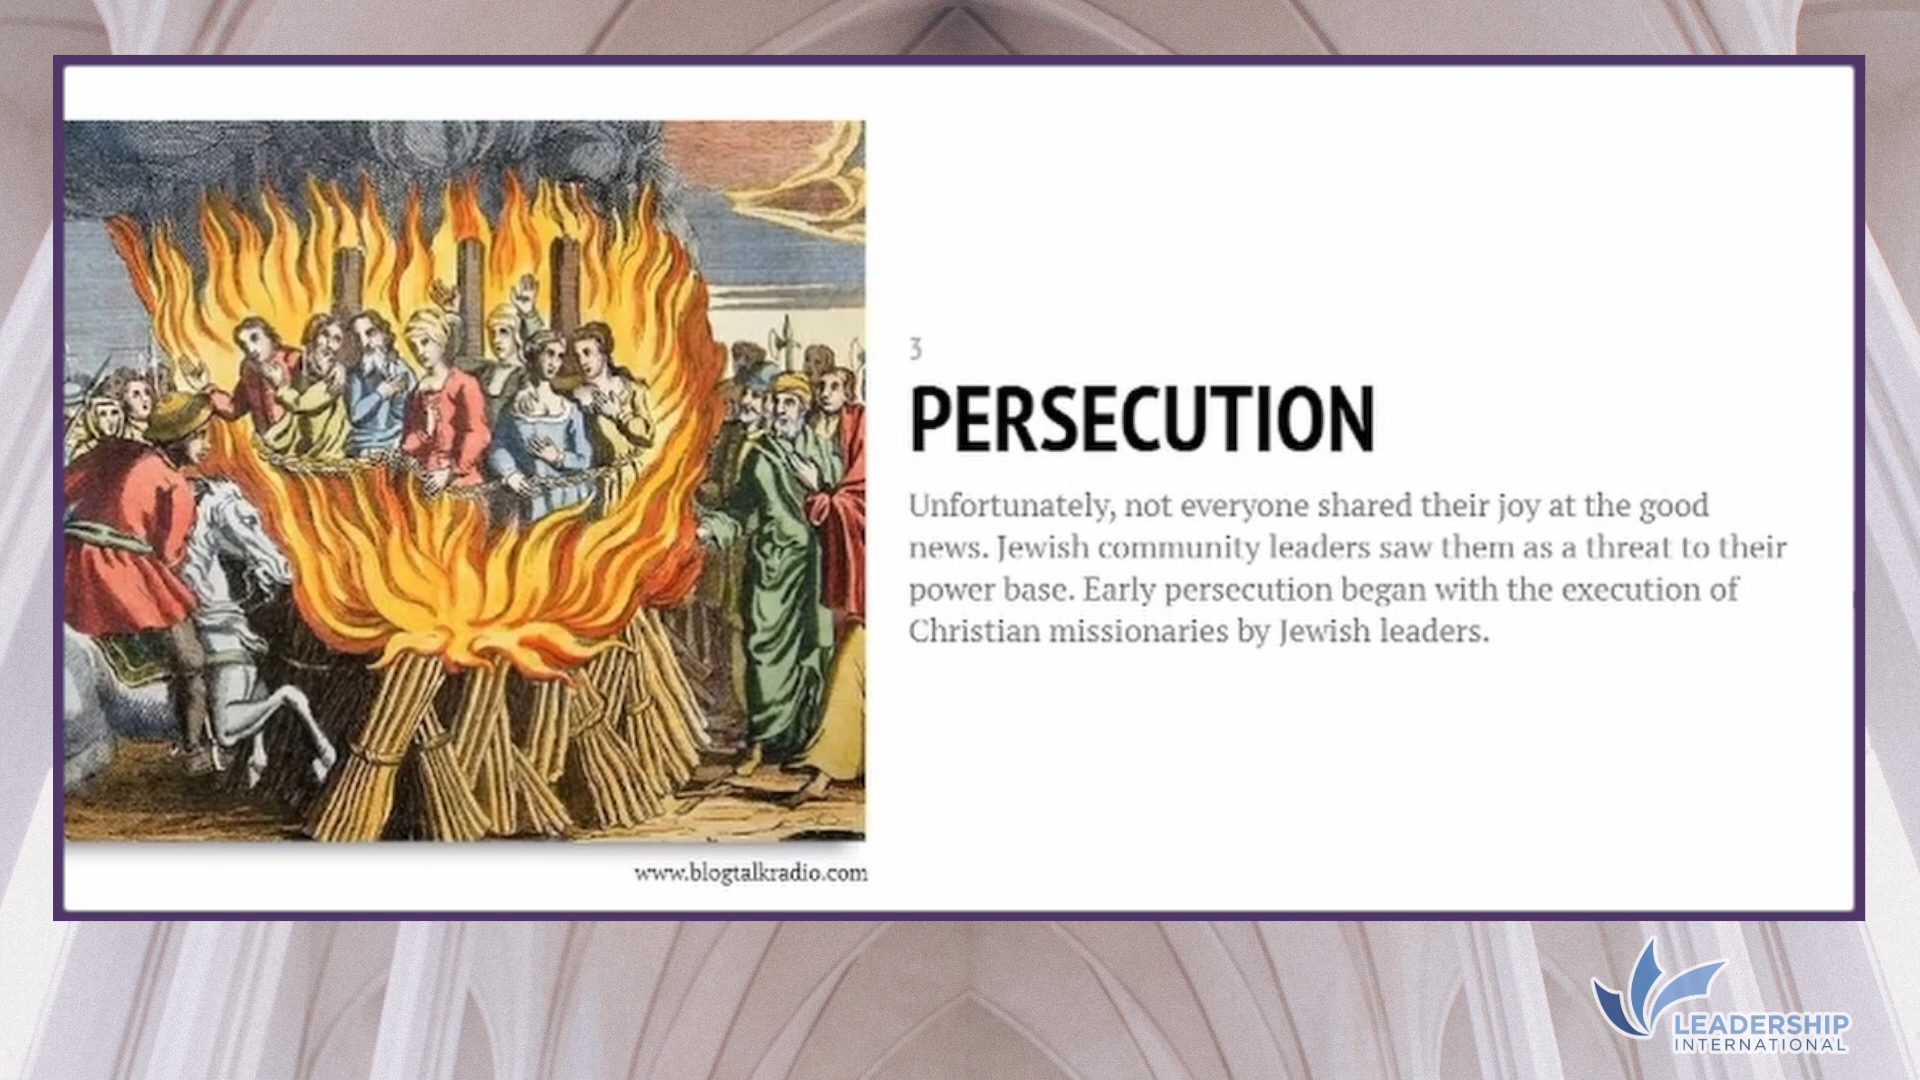 3
PERSECUTION
Unfortunately, not everyone shared their joy at the good
news. Jewish community leaders saw them as a threat to their
power base. Early persecution began with the execution of
Christian missionaries by Jewish leaders.
www.blogtalkradio.com
LEADERSHIP
INTERNATIONAL